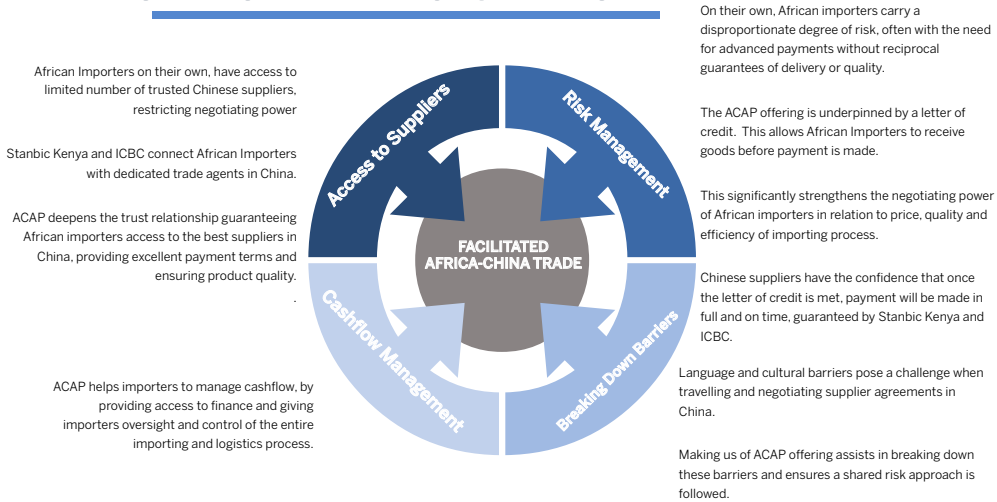 African Importers on their own, have access to
limited number of trusted Chinese suppliers,
restricting negotiating power
Stanbic Kenya and ICBC connect African Importers
with dedicated trade agents in China.
ACAP deepens the trust relationship guaranteeing
African importers access to the best suppliers in
China, providing excellent payment terms and
ensuring product quality.
.
ACAP helps importers to manage cashflow, by
providing access to finance and giving
importers oversight and control of the entire
importing and logistics process.
Access to Suppliers
Risk Management
FACILITATED
AFRICA-CHINA TRADE
Cashflow Management
Breaking Down Barriers
On their own, African importers carry a
disproportionate degree of risk, often with the need
for advanced payments without reciprocal
guarantees of delivery or quality.
The ACAP offering is underpinned by a letter of
credit. This allows African Importers to receive
goods before payment is made.
This significantly strengthens the negotiating power
of African importers in relation to price, quality and
efficiency of importing process.
Chinese suppliers have the confidence that once
the letter of credit is met, payment will be made in
full and on time, guaranteed by Stanbic Kenya and
ICBC.
Language and cultural barriers pose a challenge when
travelling and negotiating supplier agreements in
China.
Making us of ACAP offering assists in breaking down
these barriers and ensures a shared risk approach is
followed.